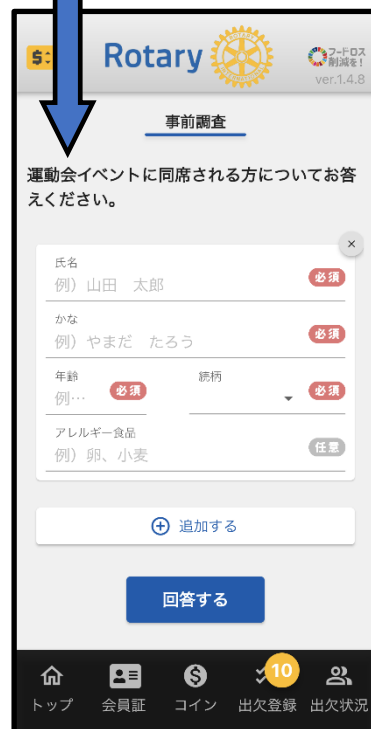 $:
Rotary
フードロス
削減を!
ver.1.4.8
事前調査
運動会イベントに同席される方についてお答
えください。
×
氏名
例）山田　太郎
必須
かな
例）やまだ　たろう
必須
年齢
例…
必須
続柄
必須
アレルギー食品
例）卵、小麦
任意
追加する
回答する
10
トップ
会員証
コイン
出欠登録
出欠状況